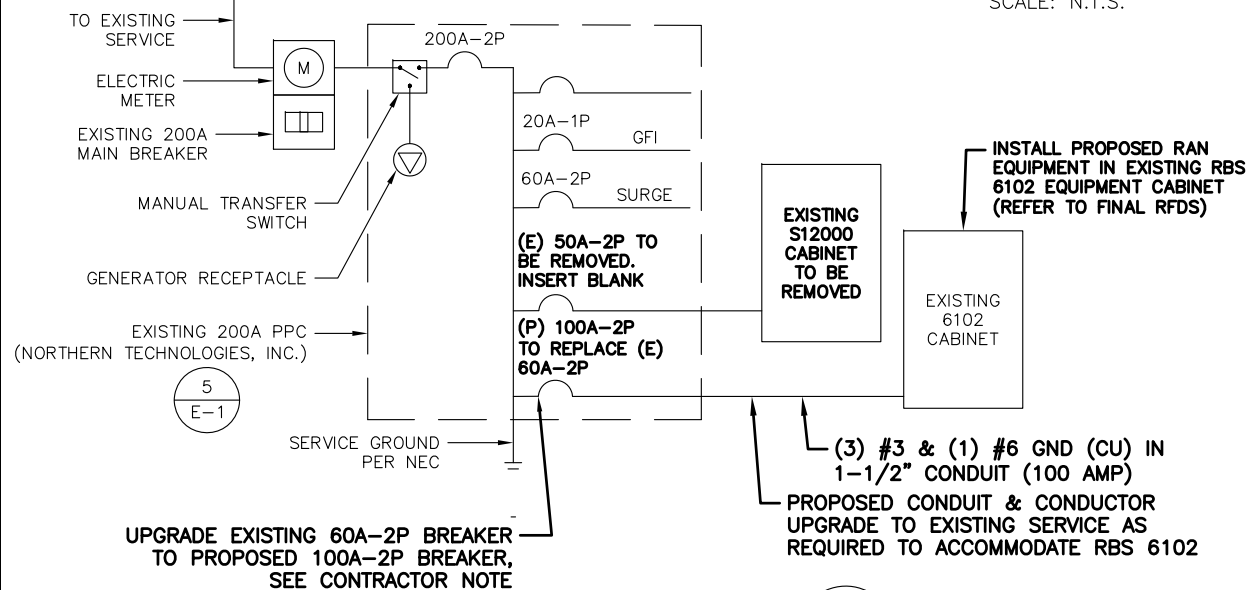 SCALE: N.T.S.
TO EXISTING
SERVICE
ELECTRIC
METER
M
EXISTING 200A
MAIN BREAKER
MANUAL TRANSFER
SWITCH
GENERATOR RECEPTACLE
EXISTING 200A PPC
(NORTHERN TECHNOLOGIES, INC.)
5
E-1
200A-2P
20A-1P
GFI
60A-2P
SURGE
(E) 50A-2P TO
BE REMOVED.
INSERT BLANK
(P) 100A-2P
TO REPLACE (E)
60A-2P
SERVICE GROUND
PER NEC
UPGRADE EXISTING 60A-2P BREAKER
TO PROPOSED 100A-2P BREAKER,
SEE CONTRACTOR NOTE
EXISTING
S12000
CABINET
TO BE
REMOVED
INSTALL PROPOSED RAN
EQUIPMENT IN EXISTING RBS
6102 EQUIPMENT CABINET
(REFER TO FINAL RFDS)
EXISTING
6102
CABINET
(3) #3 & (1) #6 GND (CU) IN
1-1/2" CONDUIT (100 AMP)
PROPOSED CONDUIT & CONDUCTOR
UPGRADE TO EXISTING SERVICE AS
REQUIRED TO ACCOMMODATE RBS 6102